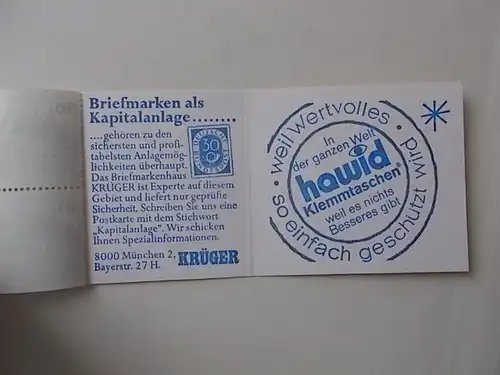 Briefmarken als
Kapitalanlage........
....gehören zu den
sichersten und profi-
tabelsten Anlagemög-
lichkeiten überhaupt.
Das Briefmarkenhaus
KRÜGER ist Experte auf diesem
Gebiet und liefert nur geprüfte
Sicherheit. Schreiben Sie uns eine
Postkarte mit dem Stichwort
„Kapitalanlage". Wir schicken
Ihnen Spezialinformationen.
8000 München 2,
Bayerstr. 27 H.
KRÜGER
30
weil Wertvolles · so einfach geschützt wird ·
In
der ganzen Welt
hawid®
Klemmtaschen
weil es nichts
Besseres gibt